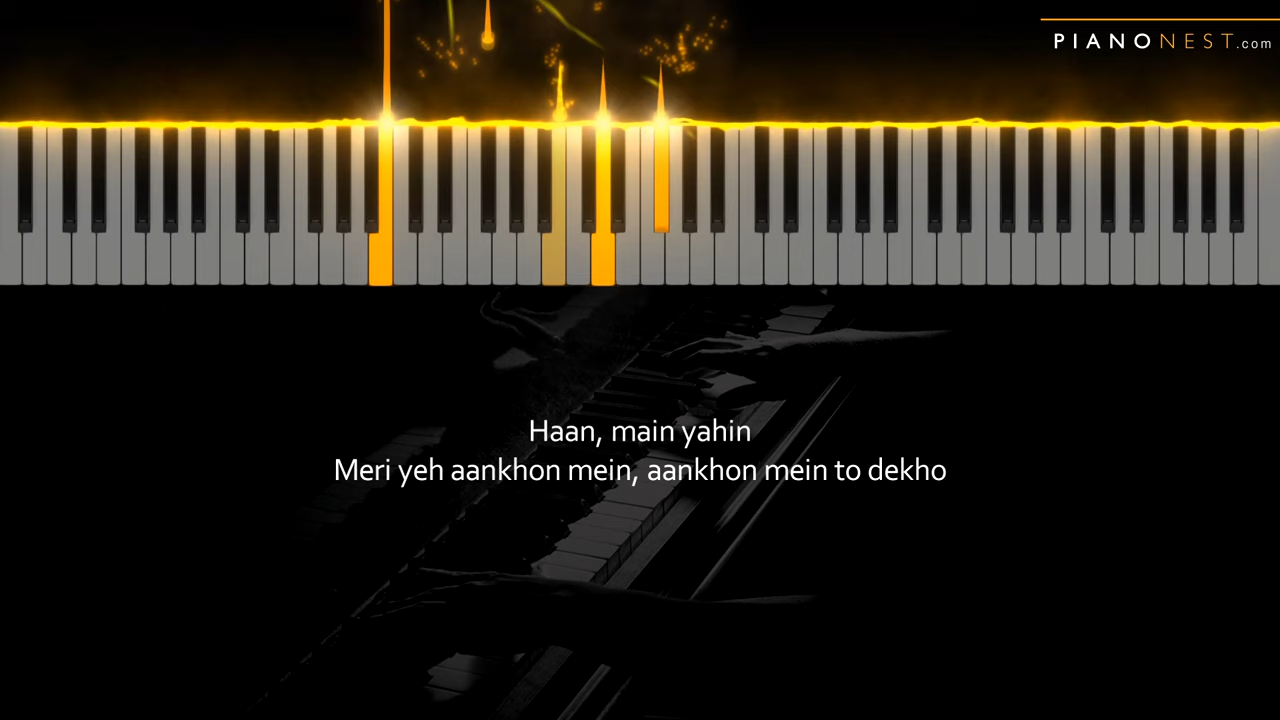 PIANONEST.com
Haan, main yahin
Meri yeh aankhon mein, aankhon mein to dekho